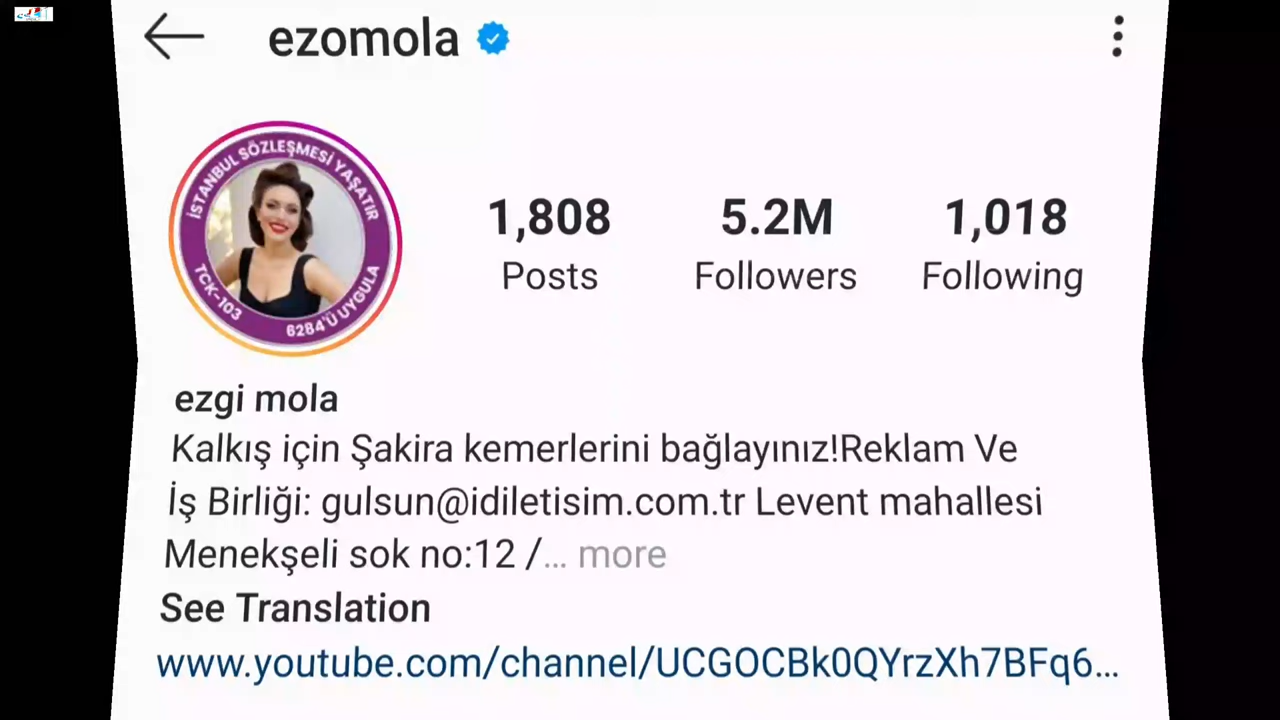 ezomola
İSTANBUL SÖZLEŞMESİ YAŞATIR
TCK-103
6284'Ü UYGULA
1,808
Posts
5.2M
Followers
1,018
Following
ezgi mola
Kalkış için Şakira kemerlerini bağlayınız!Reklam Ve
İş Birliği: gulsun@idiletisim.com.tr Levent mahallesi
Menekşeli sok no:12 /... more
See Translation
www.youtube.com/channel/UCGOCBk0QYrzXh7BFq6...